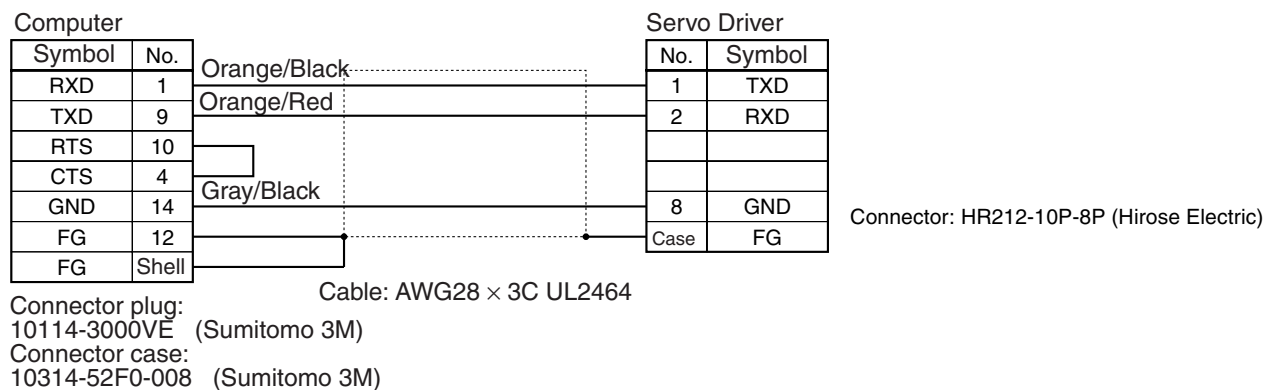 Computer
Servo Driver
Symbol No.
No. Symbol
Orange/Black
RXD 1
1 TXD
Orange/Red
TXD 9
2 RXD
RTS 10
CTS 4
Gray/Black
GND 14
8 GND
Connector: HR212-10P-8P (Hirose Electric)
FG 12
Case FG
FG Shell
Cable: AWG28 × 3C UL2464
Connector plug:
10114-3000VE (Sumitomo 3M)
Connector case:
10314-52F0-008 (Sumitomo 3M)